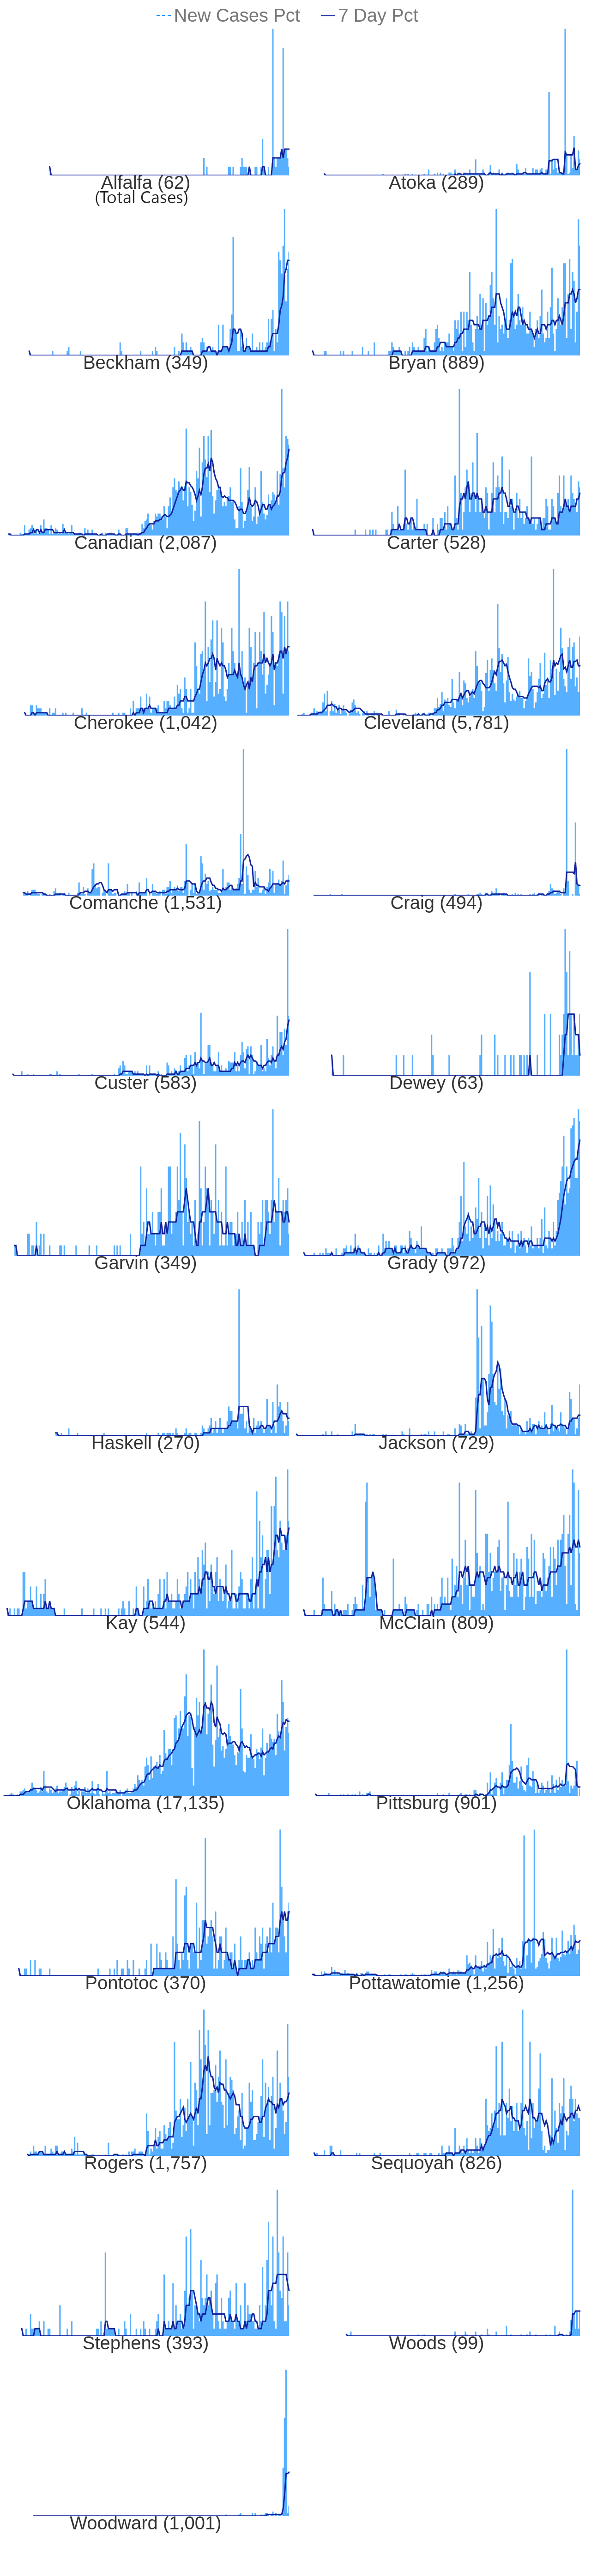 New Cases Pct 7 Day Pct
Alfalfa (62) Atoka (289)
(Total Cases)
Beckham (349) Bryan (889)
Canadian (2,087) Carter (528)
Cherokee (1,042) Cleveland (5,781)
Comanche (1,531) Craig (494)
Custer (583) Dewey (63)
Garvin (349) Grady (972)
Haskell (270) Jackson (729)
Kay (544) McClain (809)
Oklahoma (17,135) Pittsburg (901)
Pontotoc (370) Pottawatomie (1,256)
Rogers (1,757) Sequoyah (826)
Stephens (393) Woods (99)
Woodward (1,001)